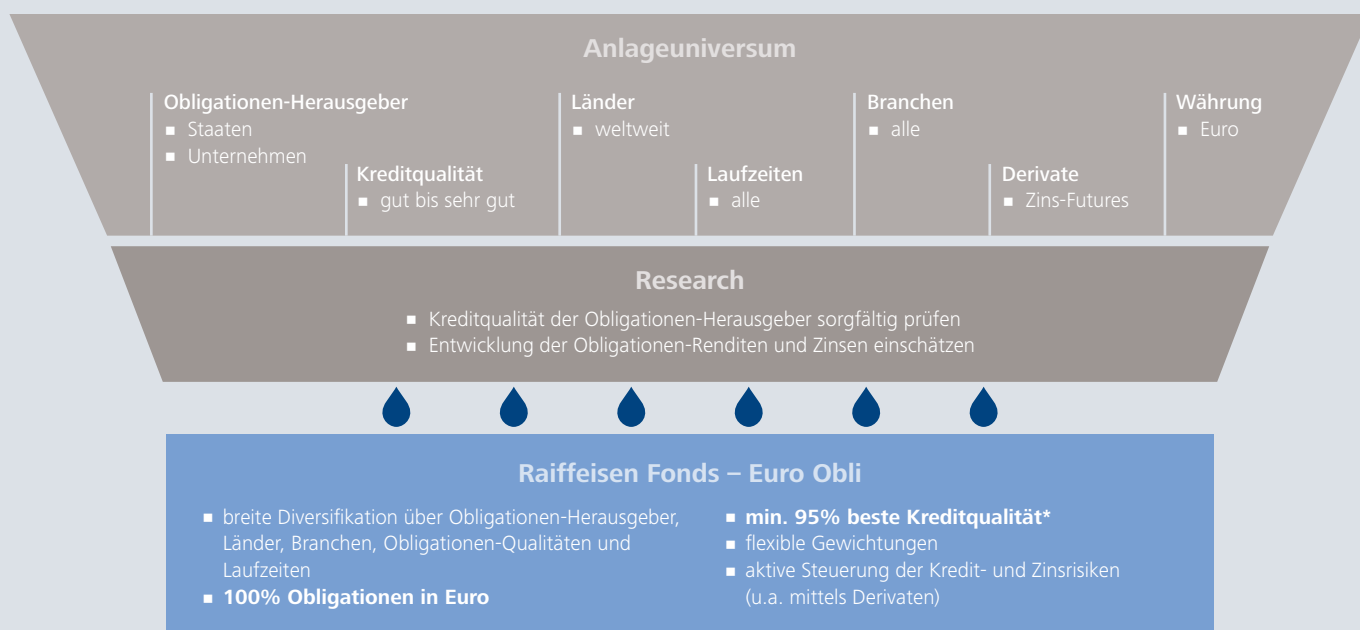 Anlageuniversum
Obligationen-Herausgeber
■ Staaten
■ Unternehmen
Kreditqualität
■ gut bis sehr gut
Länder
■ weltweit
Laufzeiten
■ alle
Branchen
■ alle
Derivate
■ Zins-Futures
Währung
■ Euro
Research
■ Kreditqualität der Obligationen-Herausgeber sorgfältig prüfen
■ Entwicklung der Obligationen-Renditen und Zinsen einschätzen
Raiffeisen Fonds – Euro Obli
■ breite Diversifikation über Obligationen-Herausgeber,
Länder, Branchen, Obligationen-Qualitäten und
Laufzeiten
■ 100% Obligationen in Euro
■ min. 95% beste Kreditqualität*
■ flexible Gewichtungen
■ aktive Steuerung der Kredit- und Zinsrisiken
(u.a. mittels Derivaten)